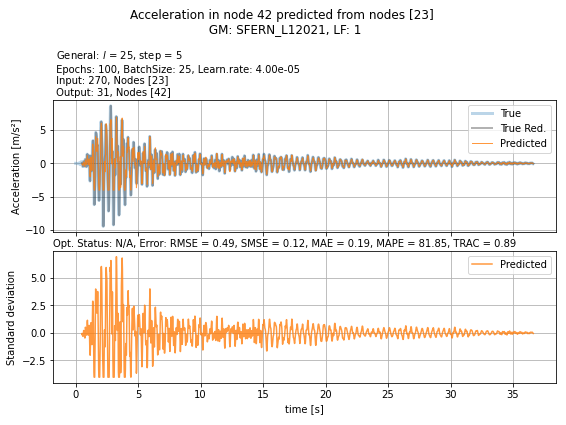 Acceleration in node 42 predicted from nodes [23]
GM: SFERN_L12021, LF: 1
General: l = 25, step = 5
Epochs: 100, BatchSize: 25, Learn.rate: 4.00e-05
Input: 270, Nodes [23]
Output: 31, Nodes [42]
Acceleration [m/s²]
5
0
−5
−10
True
True Red.
Predicted
Opt. Status: N/A, Error: RMSE = 0.49, SMSE = 0.12, MAE = 0.19, MAPE = 81.85, TRAC = 0.89
Standard deviation
5.0
2.5
0.0
−2.5
Predicted
0 5 10 15 20 25 30 35
time [s]